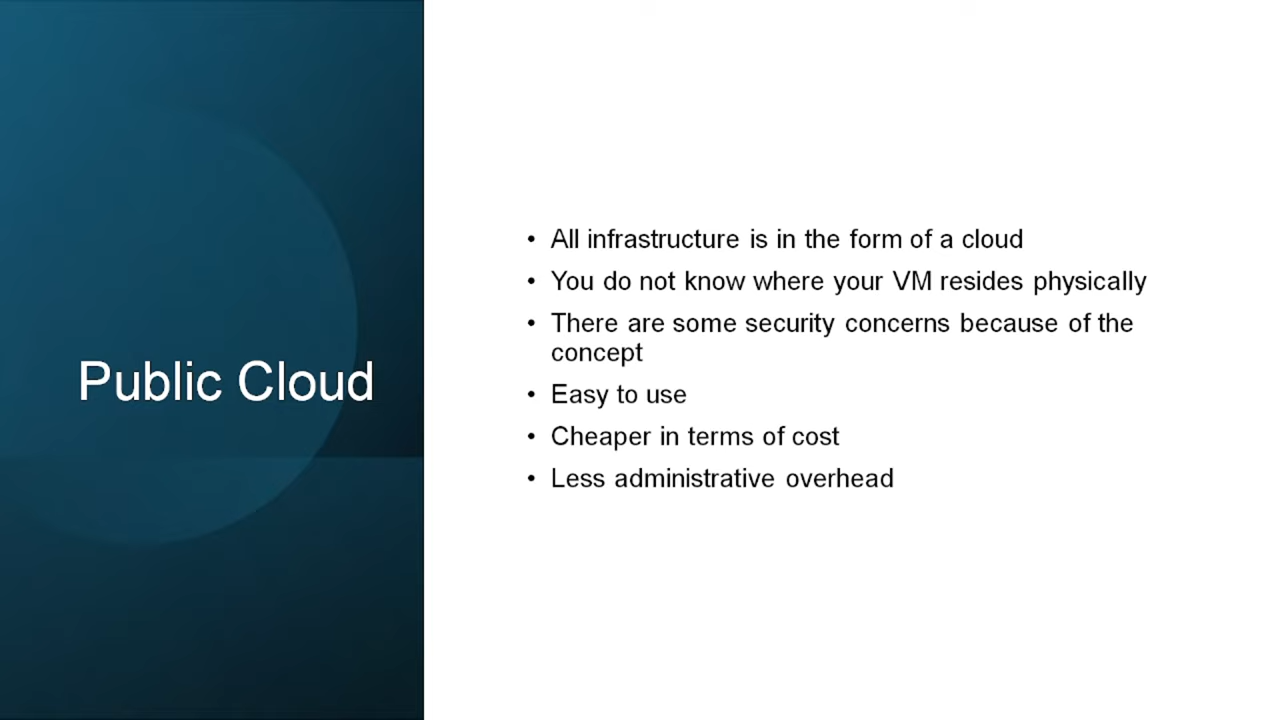 Public Cloud
• All infrastructure is in the form of a cloud
• You do not know where your VM resides physically
• There are some security concerns because of the
concept
• Easy to use
• Cheaper in terms of cost
• Less administrative overhead